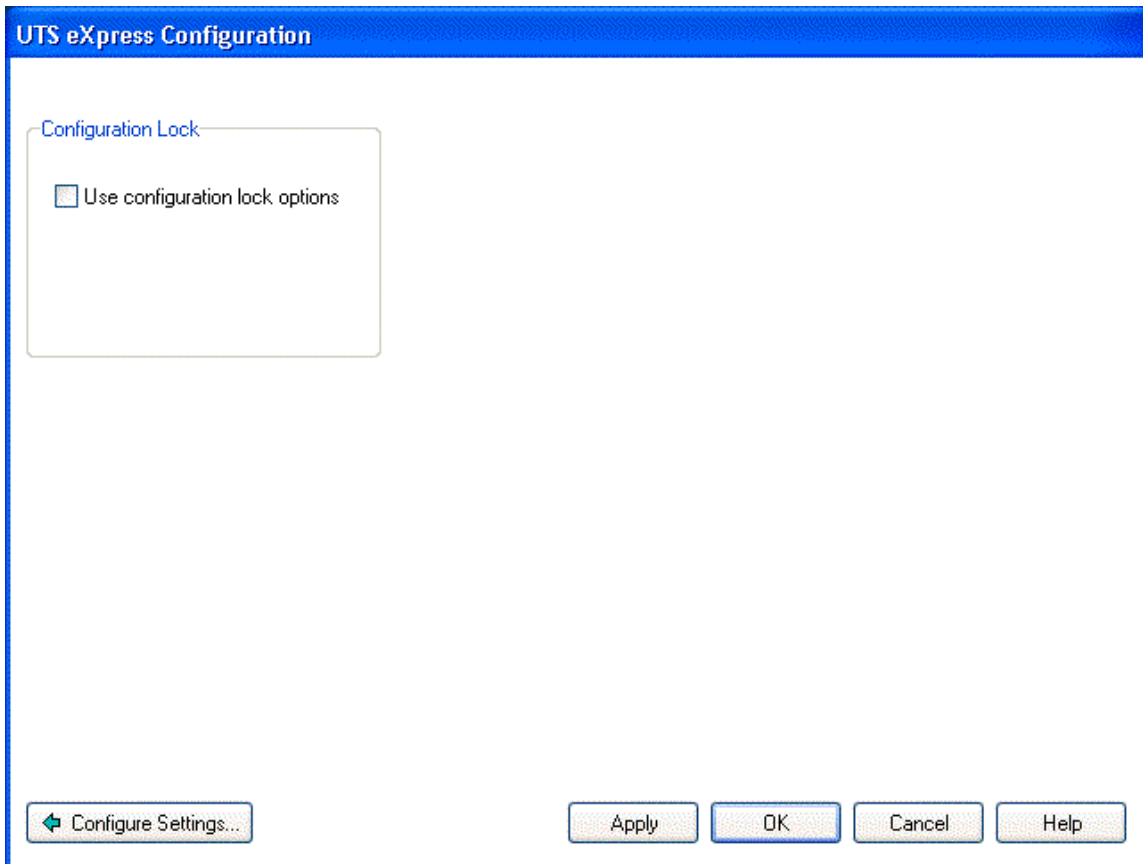 UTS eXpress Configuration
Configuration Lock
Use configuration lock options
Configure Settings... Apply OK Cancel Help